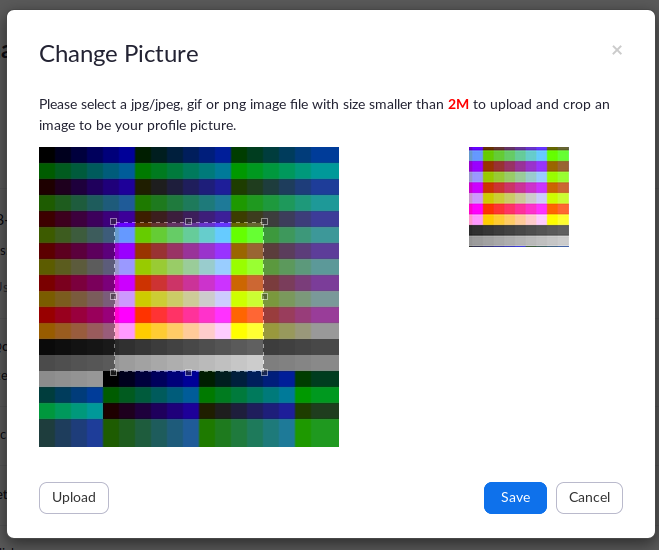 Change Picture
×
Please select a jpg/jpeg, gif or png image file with size smaller than 2M to upload and crop an
image to be your profile picture.
Upload
Save
Cancel